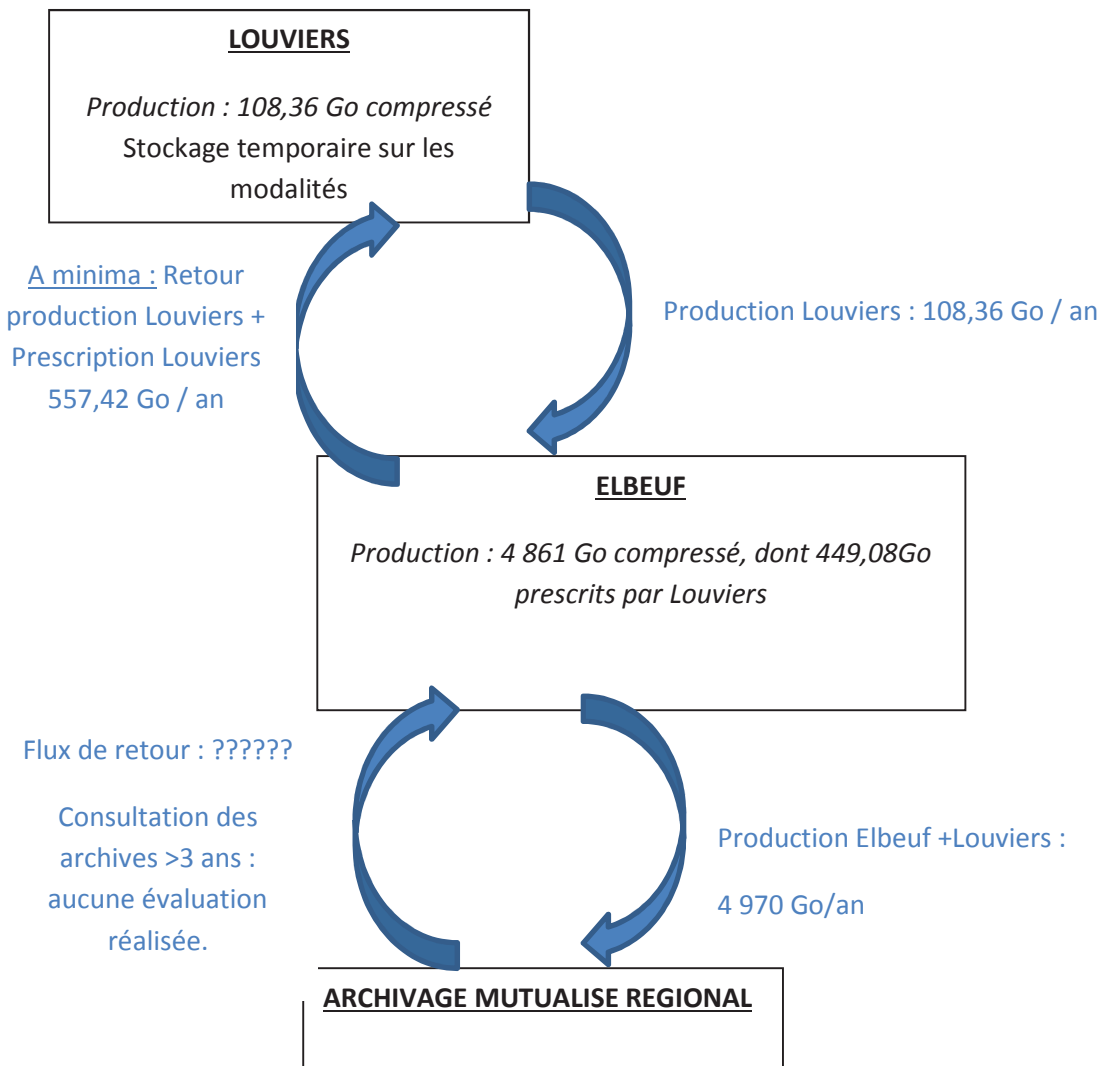 LOUVIERS
Production : 108,36 Go compressé
Stockage temporaire sur les
modalités
A minima : Retour
production Louviers +
Prescription Louviers
557,42 Go / an
Production Louviers : 108,36 Go / an
ELBEUF
Production : 4 861 Go compressé, dont 449,08Go
prescrits par Louviers
Flux de retour : ??????
Consultation des
archives >3 ans :
aucune évaluation
réalisée.
Production Elbeuf +Louviers :
4 970 Go/an
ARCHIVAGE MUTUALISE REGIONAL